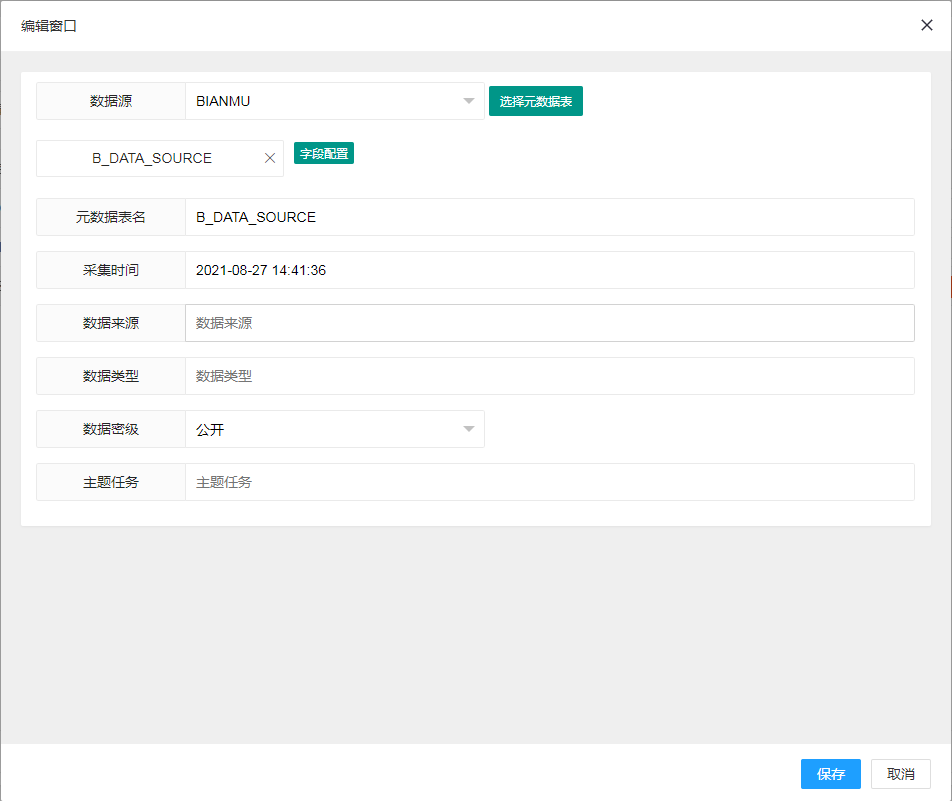 编辑窗口
数据源 BIANMU 选择元数据表
B_DATA_SOURCE 字段配置
元数据表名 B_DATA_SOURCE
采集时间 2021-08-27 14:41:36
数据来源 数据来源
数据类型 数据类型
数据密级 公开
主题任务 主题任务
保存 取消